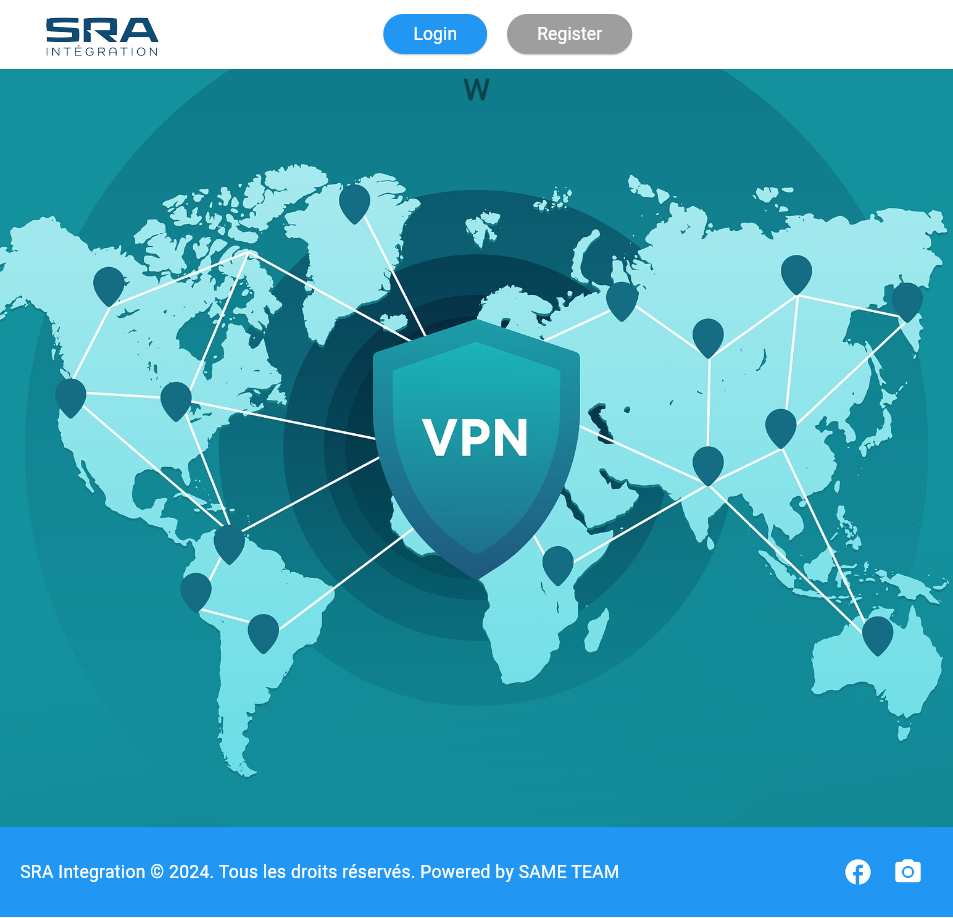 SRA
INTÉGRATION
Login
Register
W
VPN
SRA Integration © 2024. Tous les droits réservés. Powered by SAME TEAM